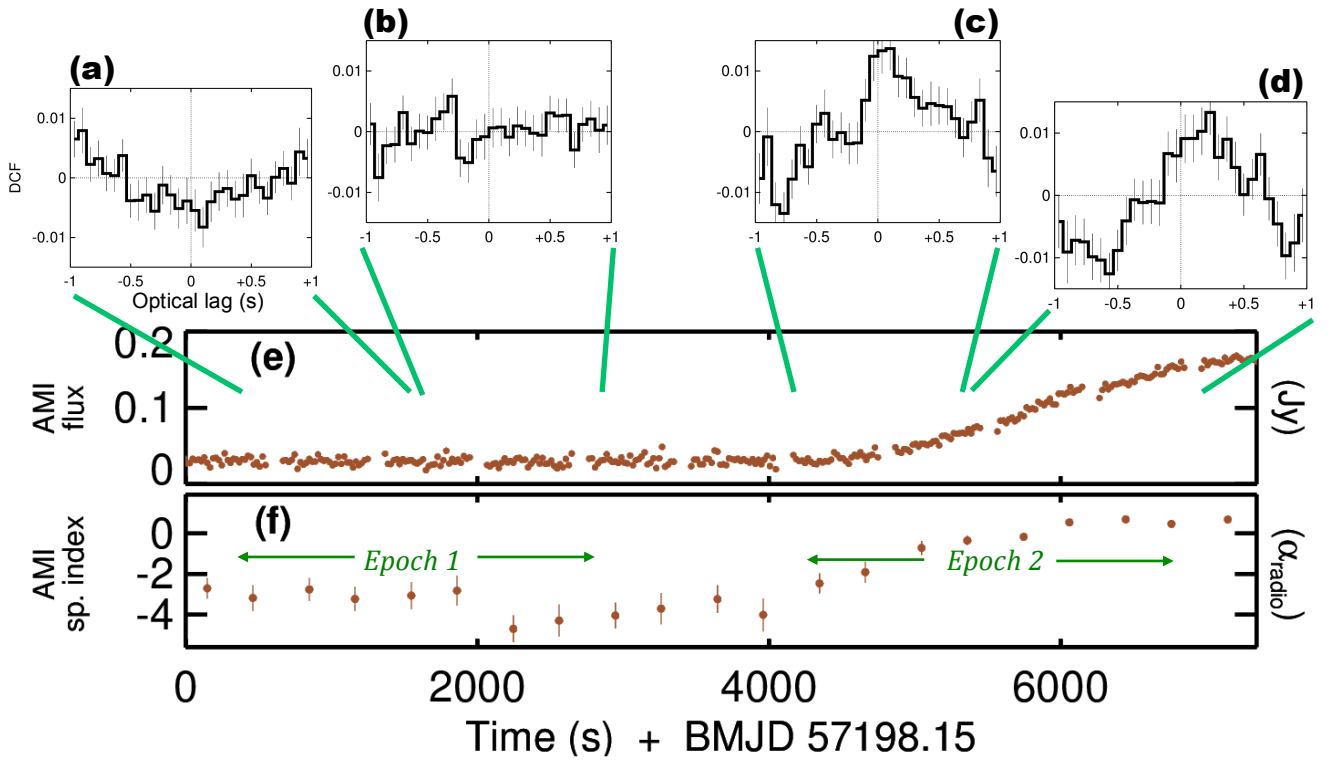 (a)
0.01
0
-0.01
DCF
-1 -0.5 0 +0.5 +1
Optical lag (s)
(b)
0.01
0
-0.01
-1 -0.5 0 +0.5 +1
(c)
0.01
0
-0.01
-1 -0.5 0 +0.5 +1
(d)
0.01
0
-0.01
-1 -0.5 0 +0.5 +1
(e)
0.2
0.1
0
AMI
flux
(Jy)
(f)
0
-2
-4
AMI
sp. index
(αradio)
Epoch 1
Epoch 2
0 2000 4000 6000
Time (s) + BMJD 57198.15